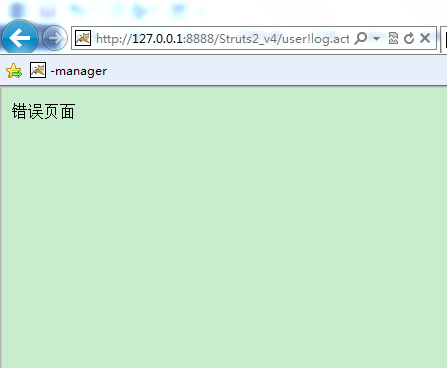 http://127.0.0.1:8888/Struts2_v4/user!log.act
-manager
错误页面